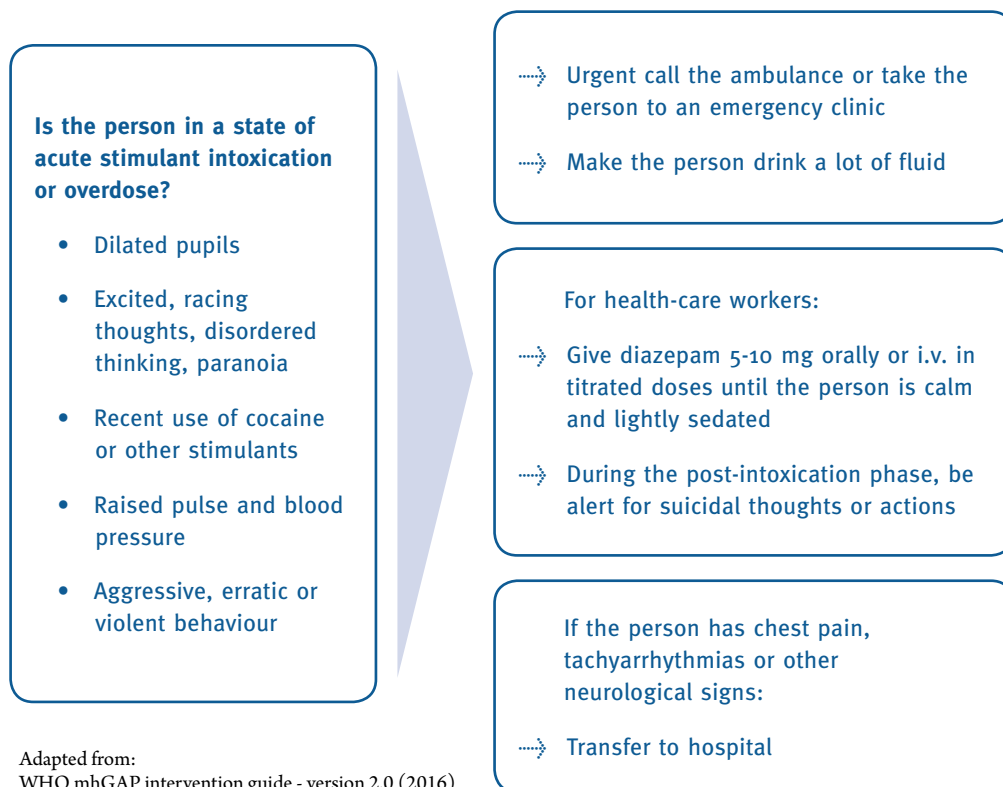 Is the person in a state of
acute stimulant intoxication
or overdose?
• Dilated pupils
• Excited, racing
thoughts, disordered
thinking, paranoia
• Recent use of cocaine
or other stimulants
• Raised pulse and blood
pressure
• Aggressive, erratic or
violent behaviour
Urgent call the ambulance or take the
person to an emergency clinic
Make the person drink a lot of fluid
For health-care workers:
Give diazepam 5-10 mg orally or i.v. in
titrated doses until the person is calm
and lightly sedated
During the post-intoxication phase, be
alert for suicidal thoughts or actions
If the person has chest pain,
tachyarrhythmias or other
neurological signs:
Transfer to hospital
Adapted from:
WHO mhGAP intervention guide - version 2.0 (2016)